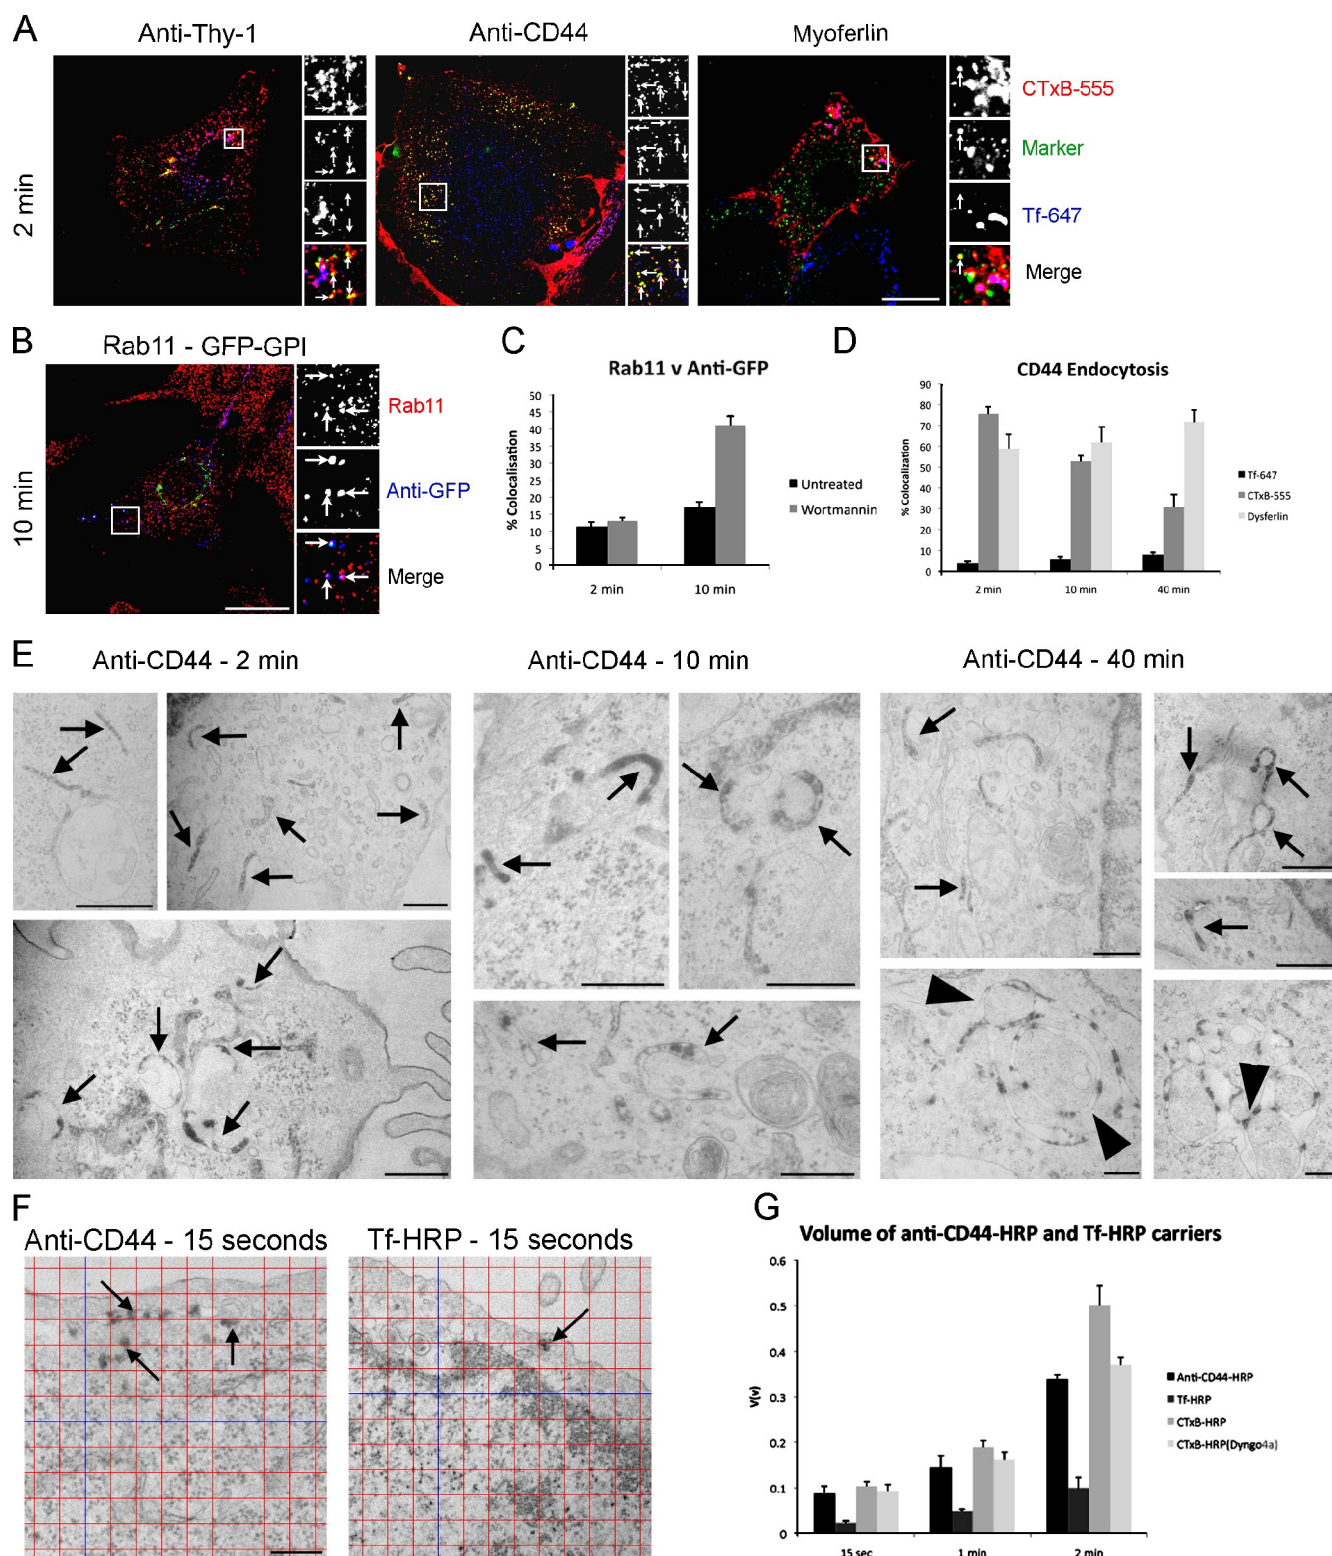 A
Anti-Thy-1
Anti-CD44
Myoferlin
2 min
CTxB-555
Marker
Tf-647
Merge
B
Rab11 - GFP-GPI
10 min
Rab11
Anti-GFP
Merge
C
Rab11 v Anti-GFP
% Colocalisation
50
45
40
35
30
25
20
15
10
5
0
2 min
10 min
Untreated
Wortmannin
D
CD44 Endocytosis
% Colocalization
90
80
70
60
50
40
30
20
10
0
2 min
10 min
40 min
Tf-647
CTxB-555
Dysferlin
E
Anti-CD44 - 2 min
Anti-CD44 - 10 min
Anti-CD44 - 40 min
F
Anti-CD44 - 15 seconds
Tf-HRP - 15 seconds
G
Volume of anti-CD44-HRP and Tf-HRP carriers
V(v)
0.6
0.5
0.4
0.3
0.2
0.1
0
15 sec
1 min
2 min
Anti-CD44-HRP
Tf-HRP
CTxB-HRP
CTxB-HRP(Dyngo4a)